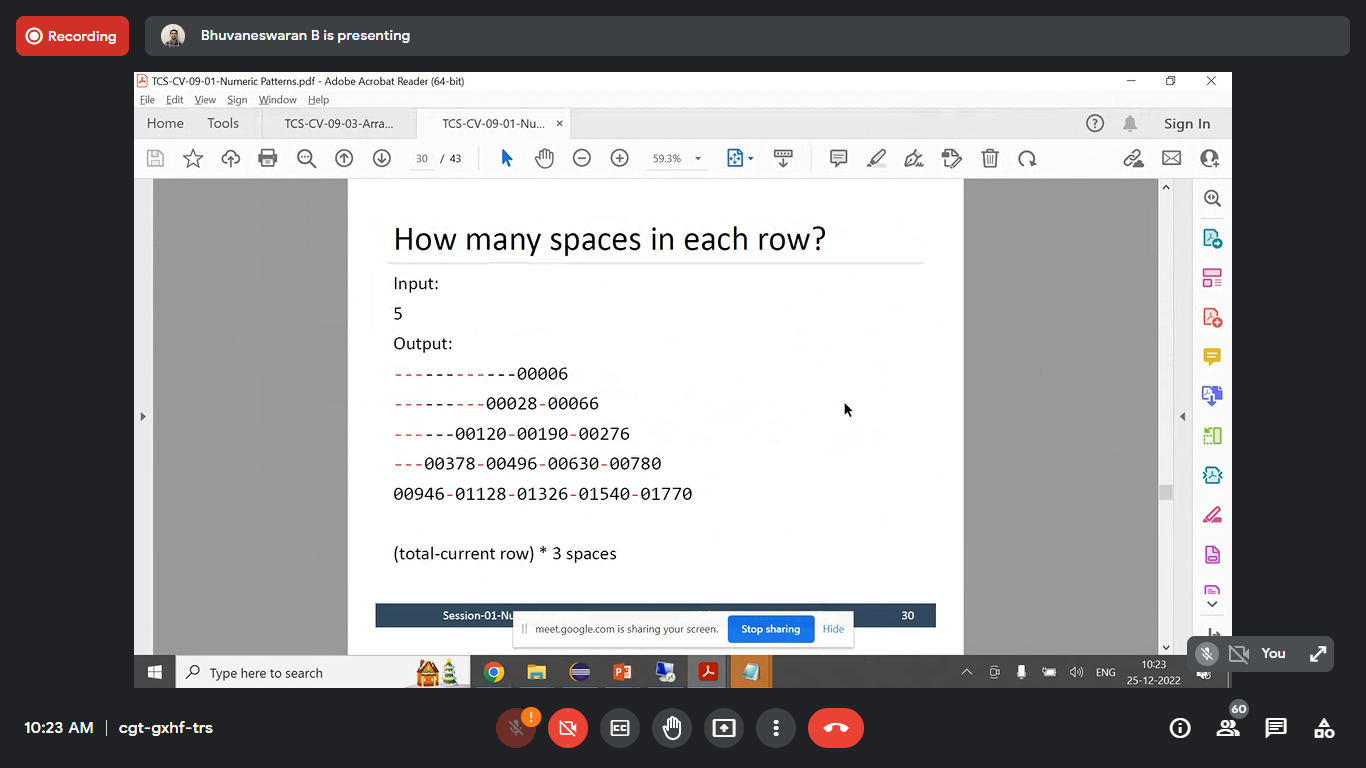 Recording
Bhuvaneswaran B is presenting
TCS-CV-09-01-Numeric Patterns.pdf - Adobe Acrobat Reader (64-bit)
File Edit View Sign Window Help
Home Tools TCS-CV-09-03-Arra... TCS-CV-09-01-Nu... × Sign In
30 / 43 59.3%
How many spaces in each row?
Input:
5
Output:
------------00006
---------00028-00066
------00120-00190-00276
---00378-00496-00630-00780
00946-01128-01326-01540-01770
(total-current row) * 3 spaces
Session-01-Nu 30
meet.google.com is sharing your screen. Stop sharing Hide
You
Type here to search ENG 10:23
25-12-2022
60
10:23 AM | cgt-gxhf-trs